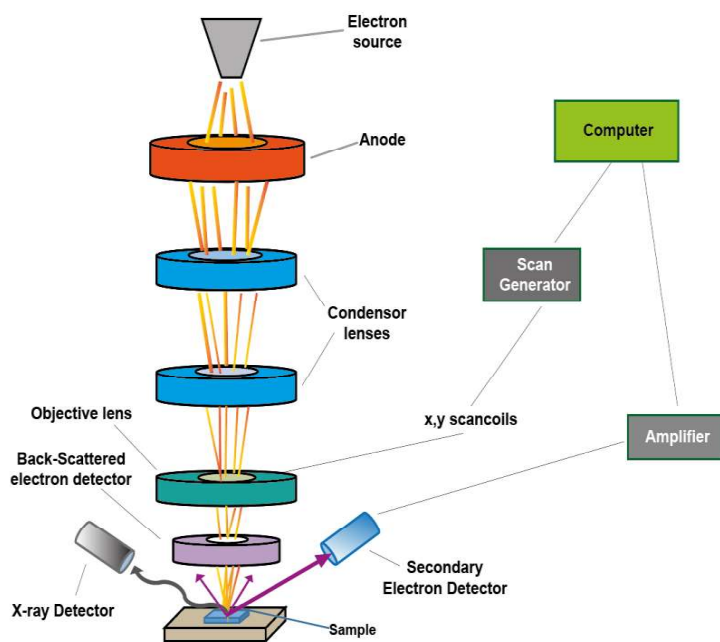 Electron
source
Anode
Computer
Scan
Generator
Condensor
lenses
Objective lens
x,y scancoils
Amplifier
Back-Scattered
electron detector
Secondary
Electron Detector
X-ray Detector
Sample